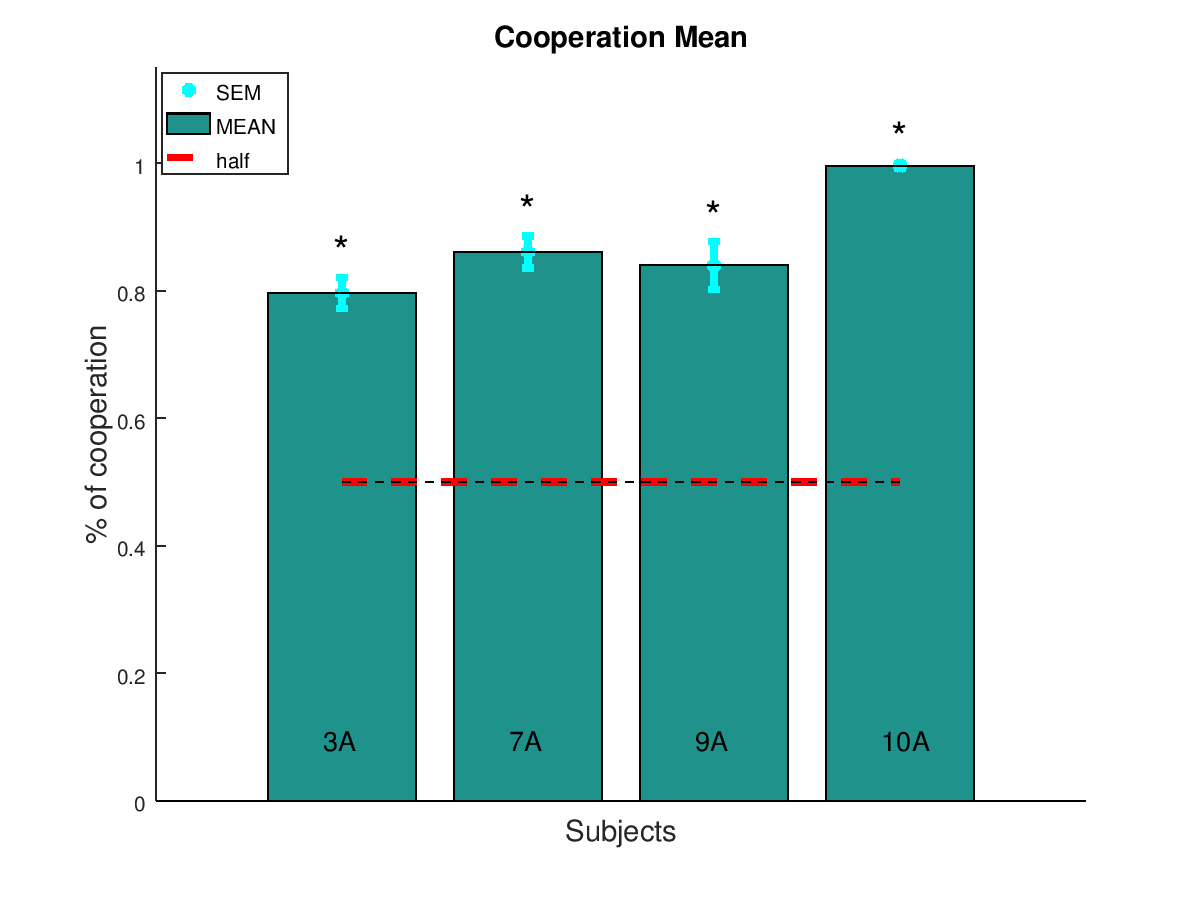 Cooperation Mean
SEM
MEAN
half
*
*
*
*
1
0.8
0.6
0.4
0.2
0
% of cooperation
3A
7A
9A
10A
Subjects